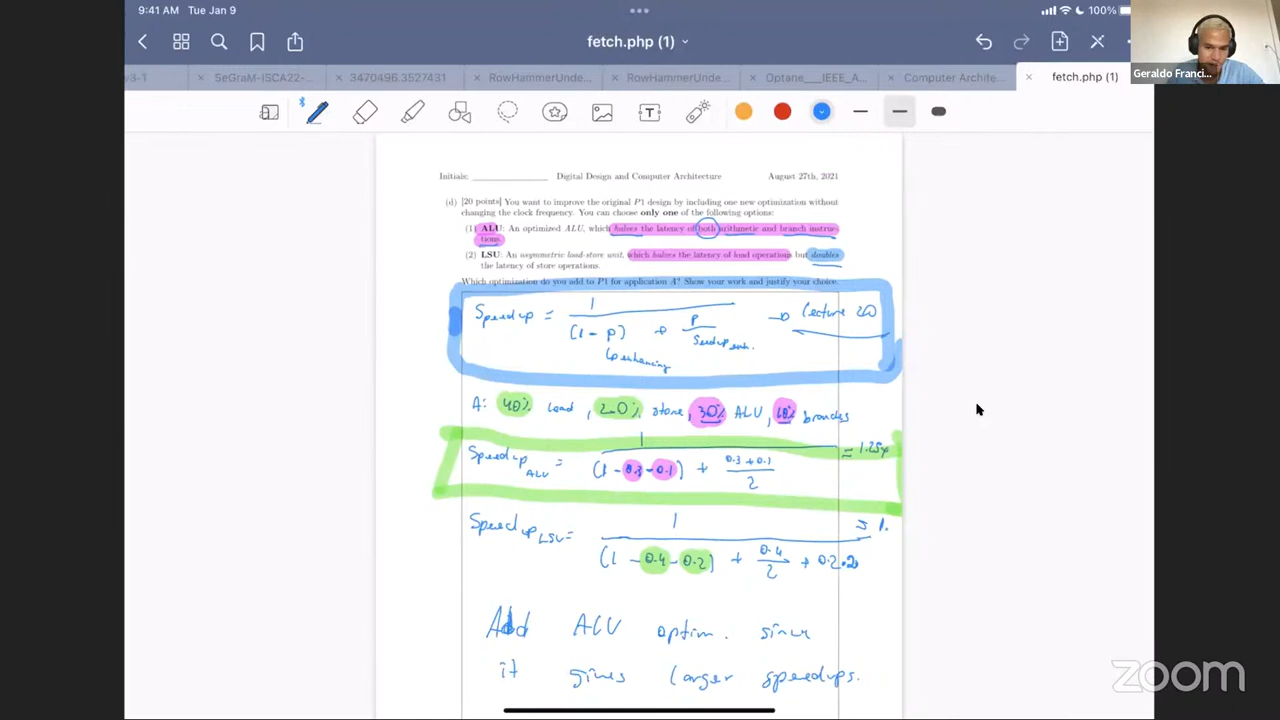 9:41 AM Tue Jan 9
100%
fetch.php (1)
v3-1
SeGraM-ISCA22-...
3470496.3527431
RowHammerUnde...
RowHammerUnde...
Optane___IEEE_A...
Computer Archite...
fetch.php (1)
Geraldo Franci...
Initials: Digital Design and Computer Architecture August 27th, 2021
(d) [20 points] You want to improve the original P1 design by including one new optimization without
changing the clock frequency. You can choose only one of the following options:
(1) ALU: An optimized ALU, which halves the latency of both arithmetic and branch instruc-
tions.
(2) LSU: An asymmetric load-store unit, which halves the latency of load operations but doubles
the latency of store operations.
Which optimization do you add to P1 for application A? Show your work and justify your choice.
Speedup = 1 → Lecture 20
(1 - P) + P
Speedup enh.
enhancing
A: 40% load, 20% store, 30% ALU, 10% branches
Speedup ALU = 1 = 1.25x
(1 - 0.3 - 0.1) + 0.3 + 0.1
2
Speedup LSU = 1 = 1.
(1 - 0.4 - 0.2) + 0.4 + 0.2.2
2
Add ALU optim. since
it gives larger speedups.
zoom